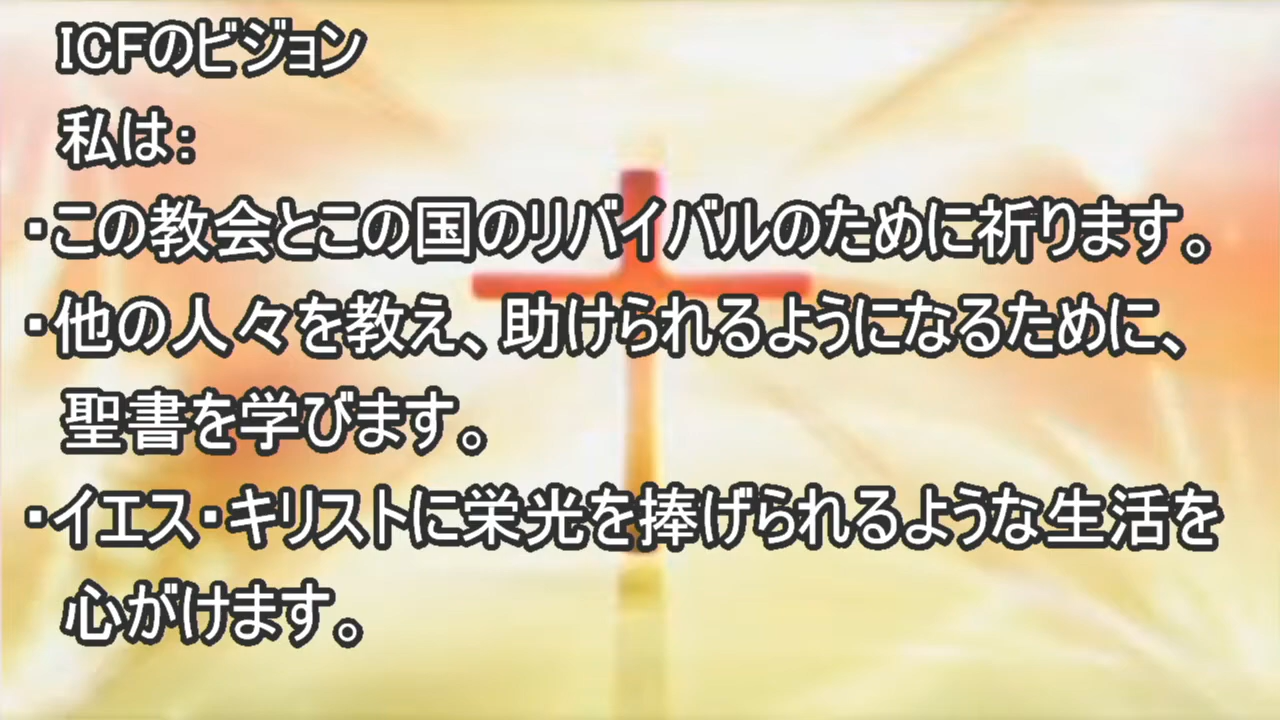 ICFのビジョン
私は：
・この教会とこの国のリバイバルのために祈ります。
・他の人々を教え、助けられるようになるために、
聖書を学びます。
・イエス・キリストに栄光を捧げられるような生活を
心がけます。